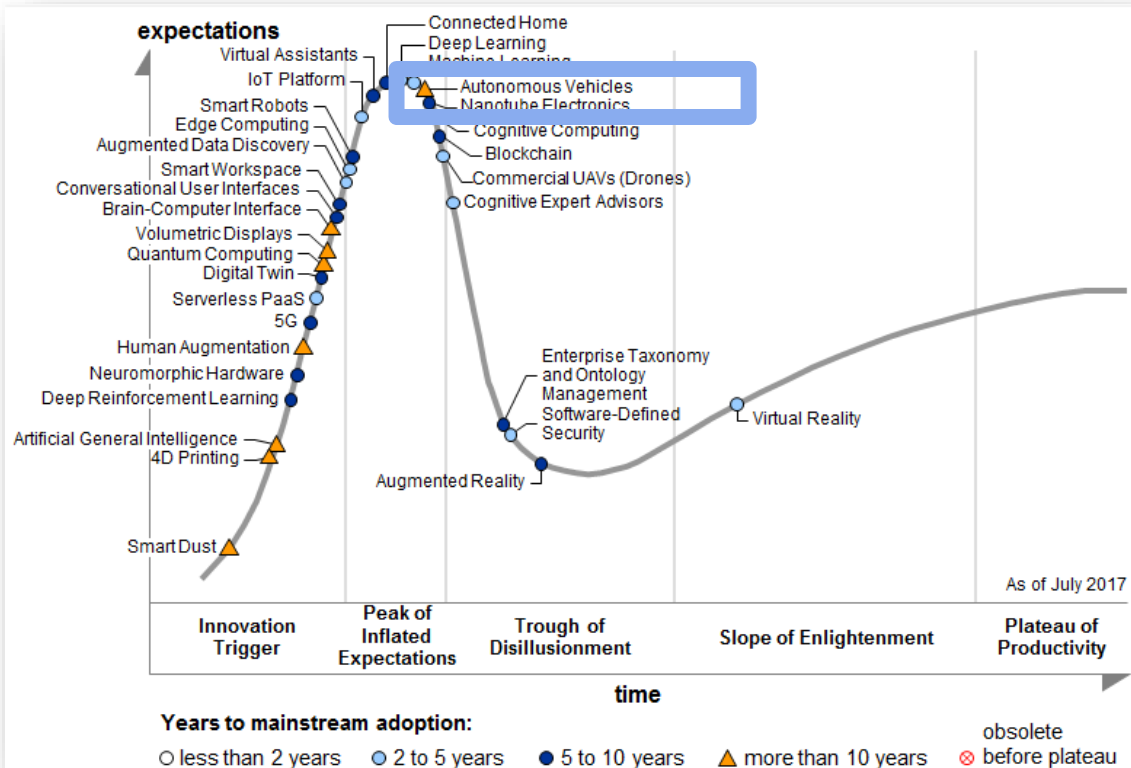 expectations
Connected Home
Deep Learning
Machine Learning
Autonomous Vehicles
Nanotube Electronics
Cognitive Computing
Blockchain
Commercial UAVs (Drones)
Cognitive Expert Advisors
Virtual Assistants
IoT Platform
Smart Robots
Edge Computing
Augmented Data Discovery
Smart Workspace
Conversational User Interfaces
Brain-Computer Interface
Volumetric Displays
Quantum Computing
Digital Twin
Serverless PaaS
5G
Human Augmentation
Neuromorphic Hardware
Deep Reinforcement Learning
Artificial General Intelligence
4D Printing
Smart Dust
Enterprise Taxonomy
and Ontology
Management
Software-Defined
Security
Augmented Reality
Virtual Reality
As of July 2017
Innovation
Trigger
Peak of
Inflated
Expectations
Trough of
Disillusionment
Slope of Enlightenment
Plateau of
Productivity
time
Years to mainstream adoption:
less than 2 years
2 to 5 years
5 to 10 years
more than 10 years
obsolete
before plateau